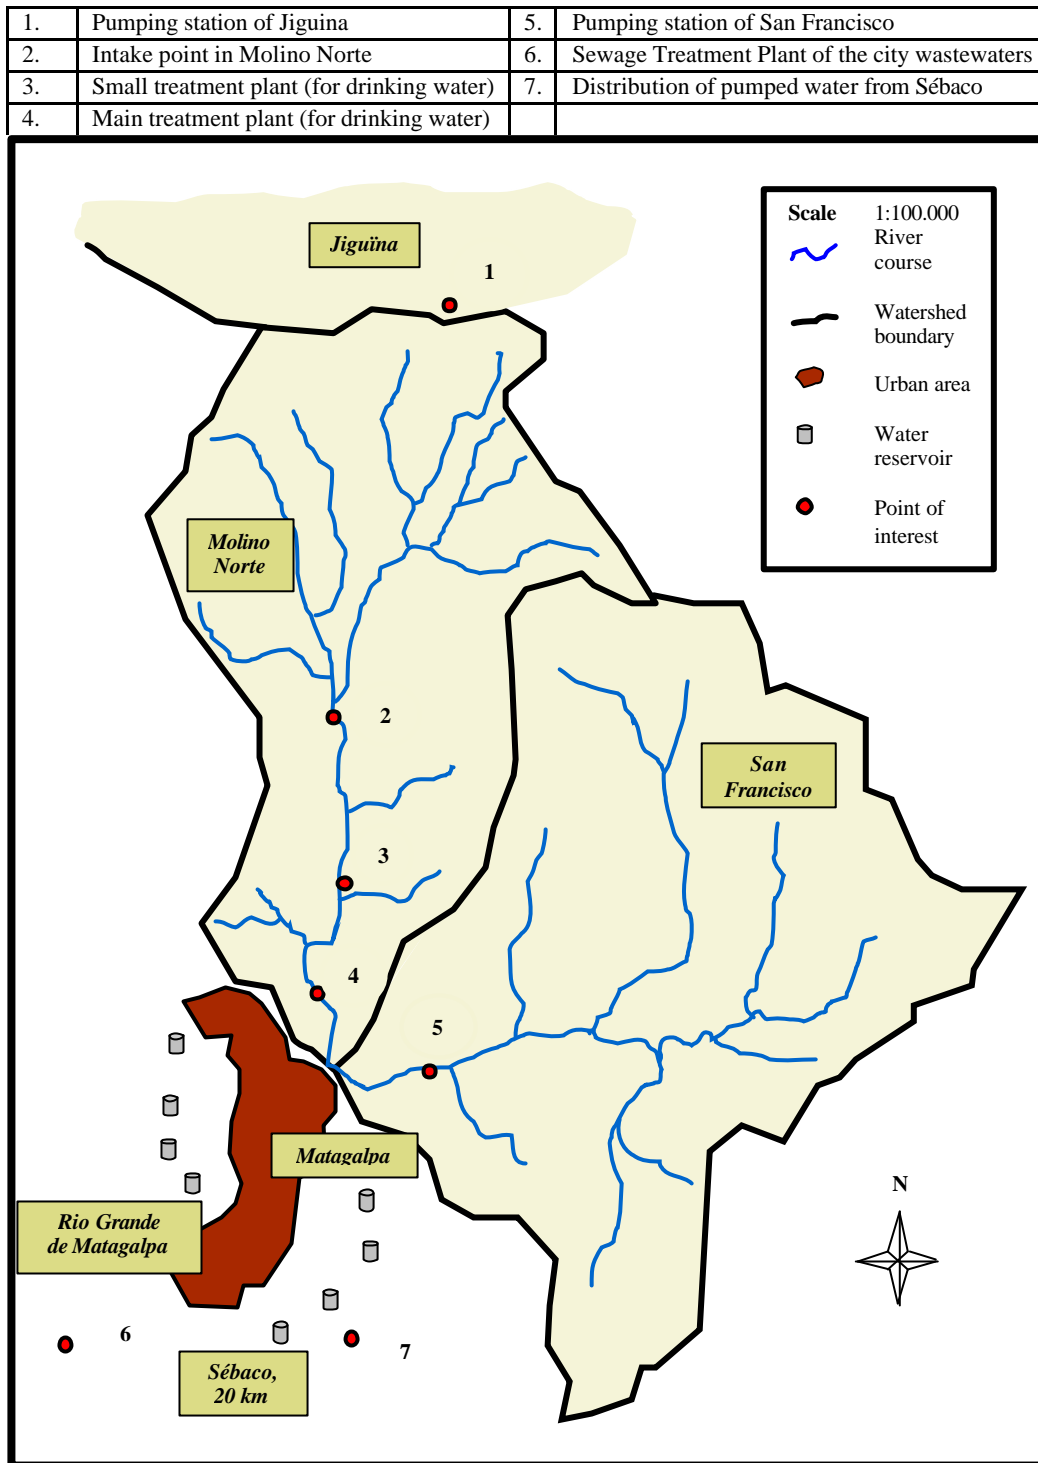 1. Pumping station of Jiguina 5. Pumping station of San Francisco
2. Intake point in Molino Norte 6. Sewage Treatment Plant of the city wastewaters
3. Small treatment plant (for drinking water) 7. Distribution of pumped water from Sébaco
4. Main treatment plant (for drinking water)
Scale 1:100.000
River
course
Watershed
boundary
Urban area
Water
reservoir
Point of
interest
Jiguïna
1
Molino
Norte
2
San
Francisco
3
4
5
Matagalpa
N
Rio Grande
de Matagalpa
6
7
Sébaco,
20 km